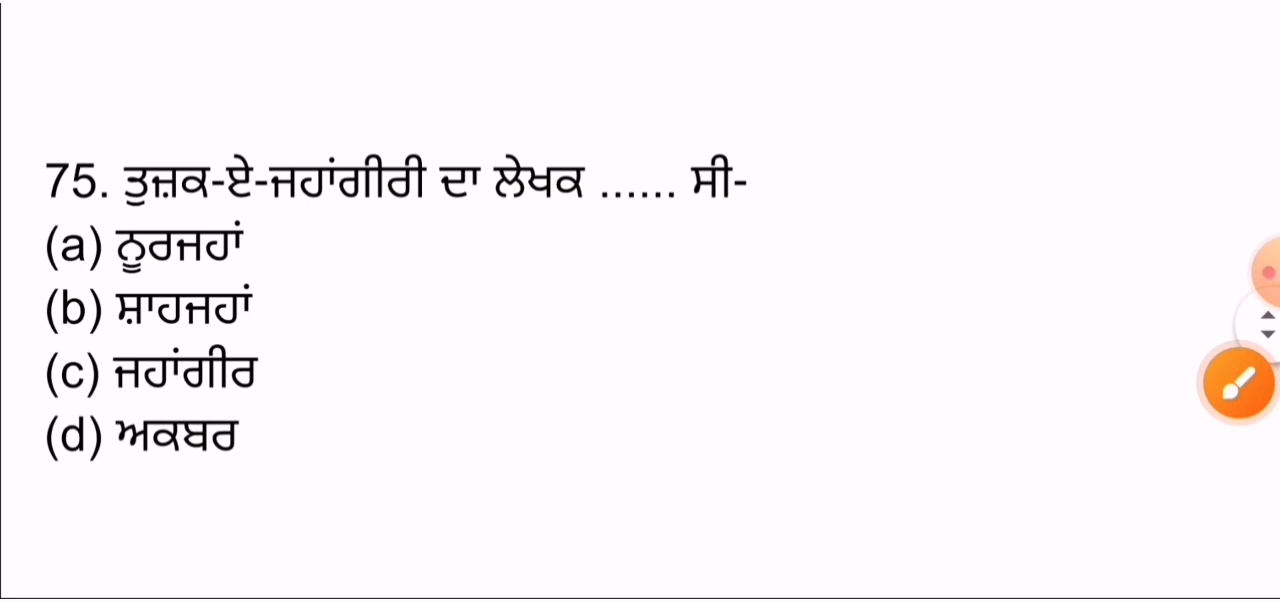 75. ਤੁਜ਼ਕ-ਏ-ਜਹਾਂਗੀਰੀ ਦਾ ਲੇਖਕ ...... ਸੀ-
(a) ਨੂਰਜਹਾਂ
(b) ਸ਼ਾਹਜਹਾਂ
(c) ਜਹਾਂਗੀਰ
(d) ਅਕਬਰ